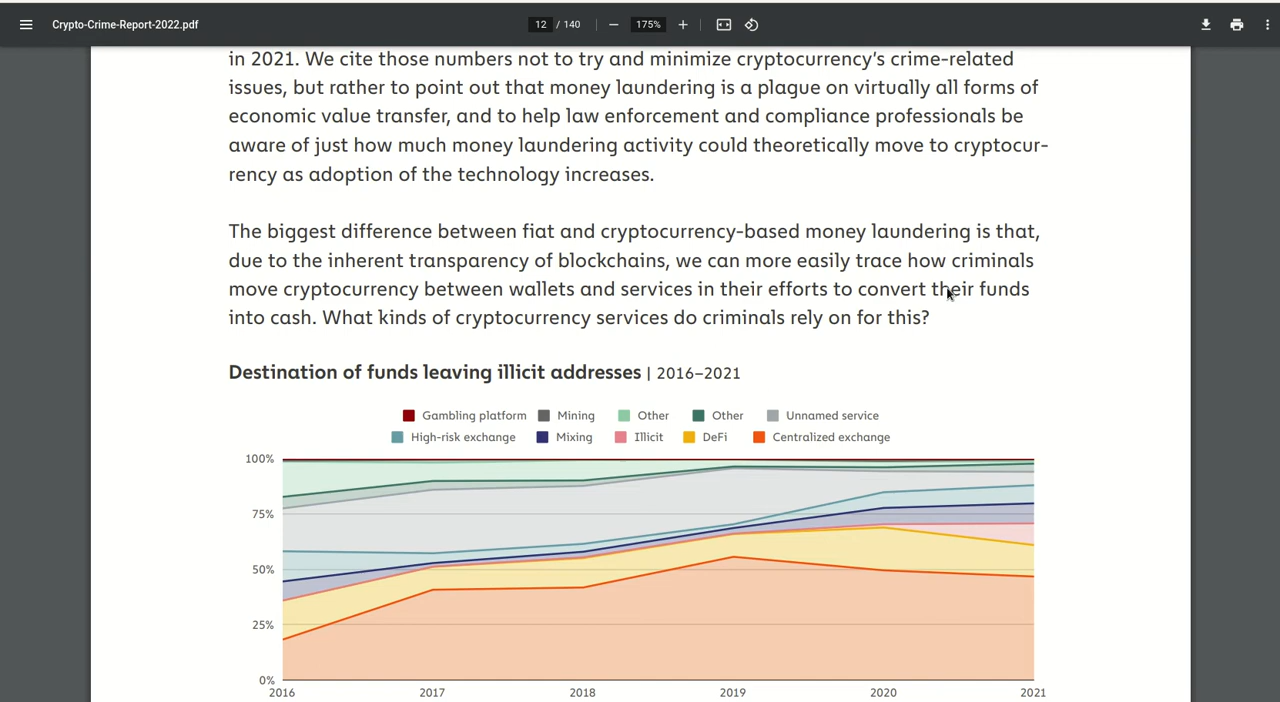 Crypto-Crime-Report-2022.pdf 12 / 140 175%
in 2021. We cite those numbers not to try and minimize cryptocurrency's crime-related
issues, but rather to point out that money laundering is a plague on virtually all forms of
economic value transfer, and to help law enforcement and compliance professionals be
aware of just how much money laundering activity could theoretically move to cryptocur-
rency as adoption of the technology increases.
The biggest difference between fiat and cryptocurrency-based money laundering is that,
due to the inherent transparency of blockchains, we can more easily trace how criminals
move cryptocurrency between wallets and services in their efforts to convert their funds
into cash. What kinds of cryptocurrency services do criminals rely on for this?
Destination of funds leaving illicit addresses | 2016–2021
Gambling platform Mining Other Other Unnamed service
High-risk exchange Mixing Illicit DeFi Centralized exchange
100%
75%
50%
25%
0%
2016 2017 2018 2019 2020 2021